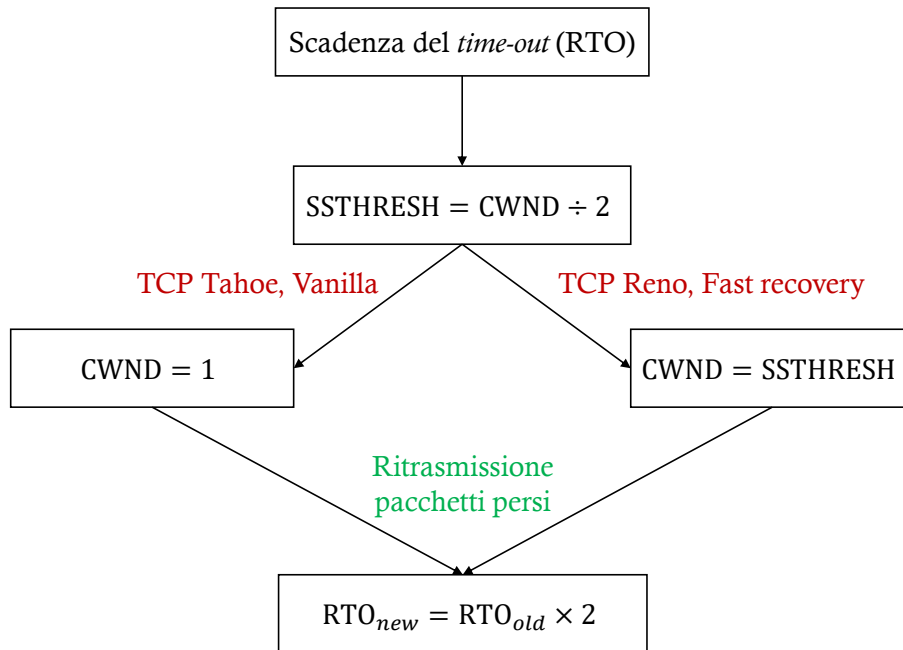 Scadenza del time-out (RTO)
SSTHRESH = CWND ÷ 2
TCP Tahoe, Vanilla
TCP Reno, Fast recovery
CWND = 1
CWND = SSTHRESH
Ritrasmissione
pacchetti persi
RTO_new = RTO_old × 2